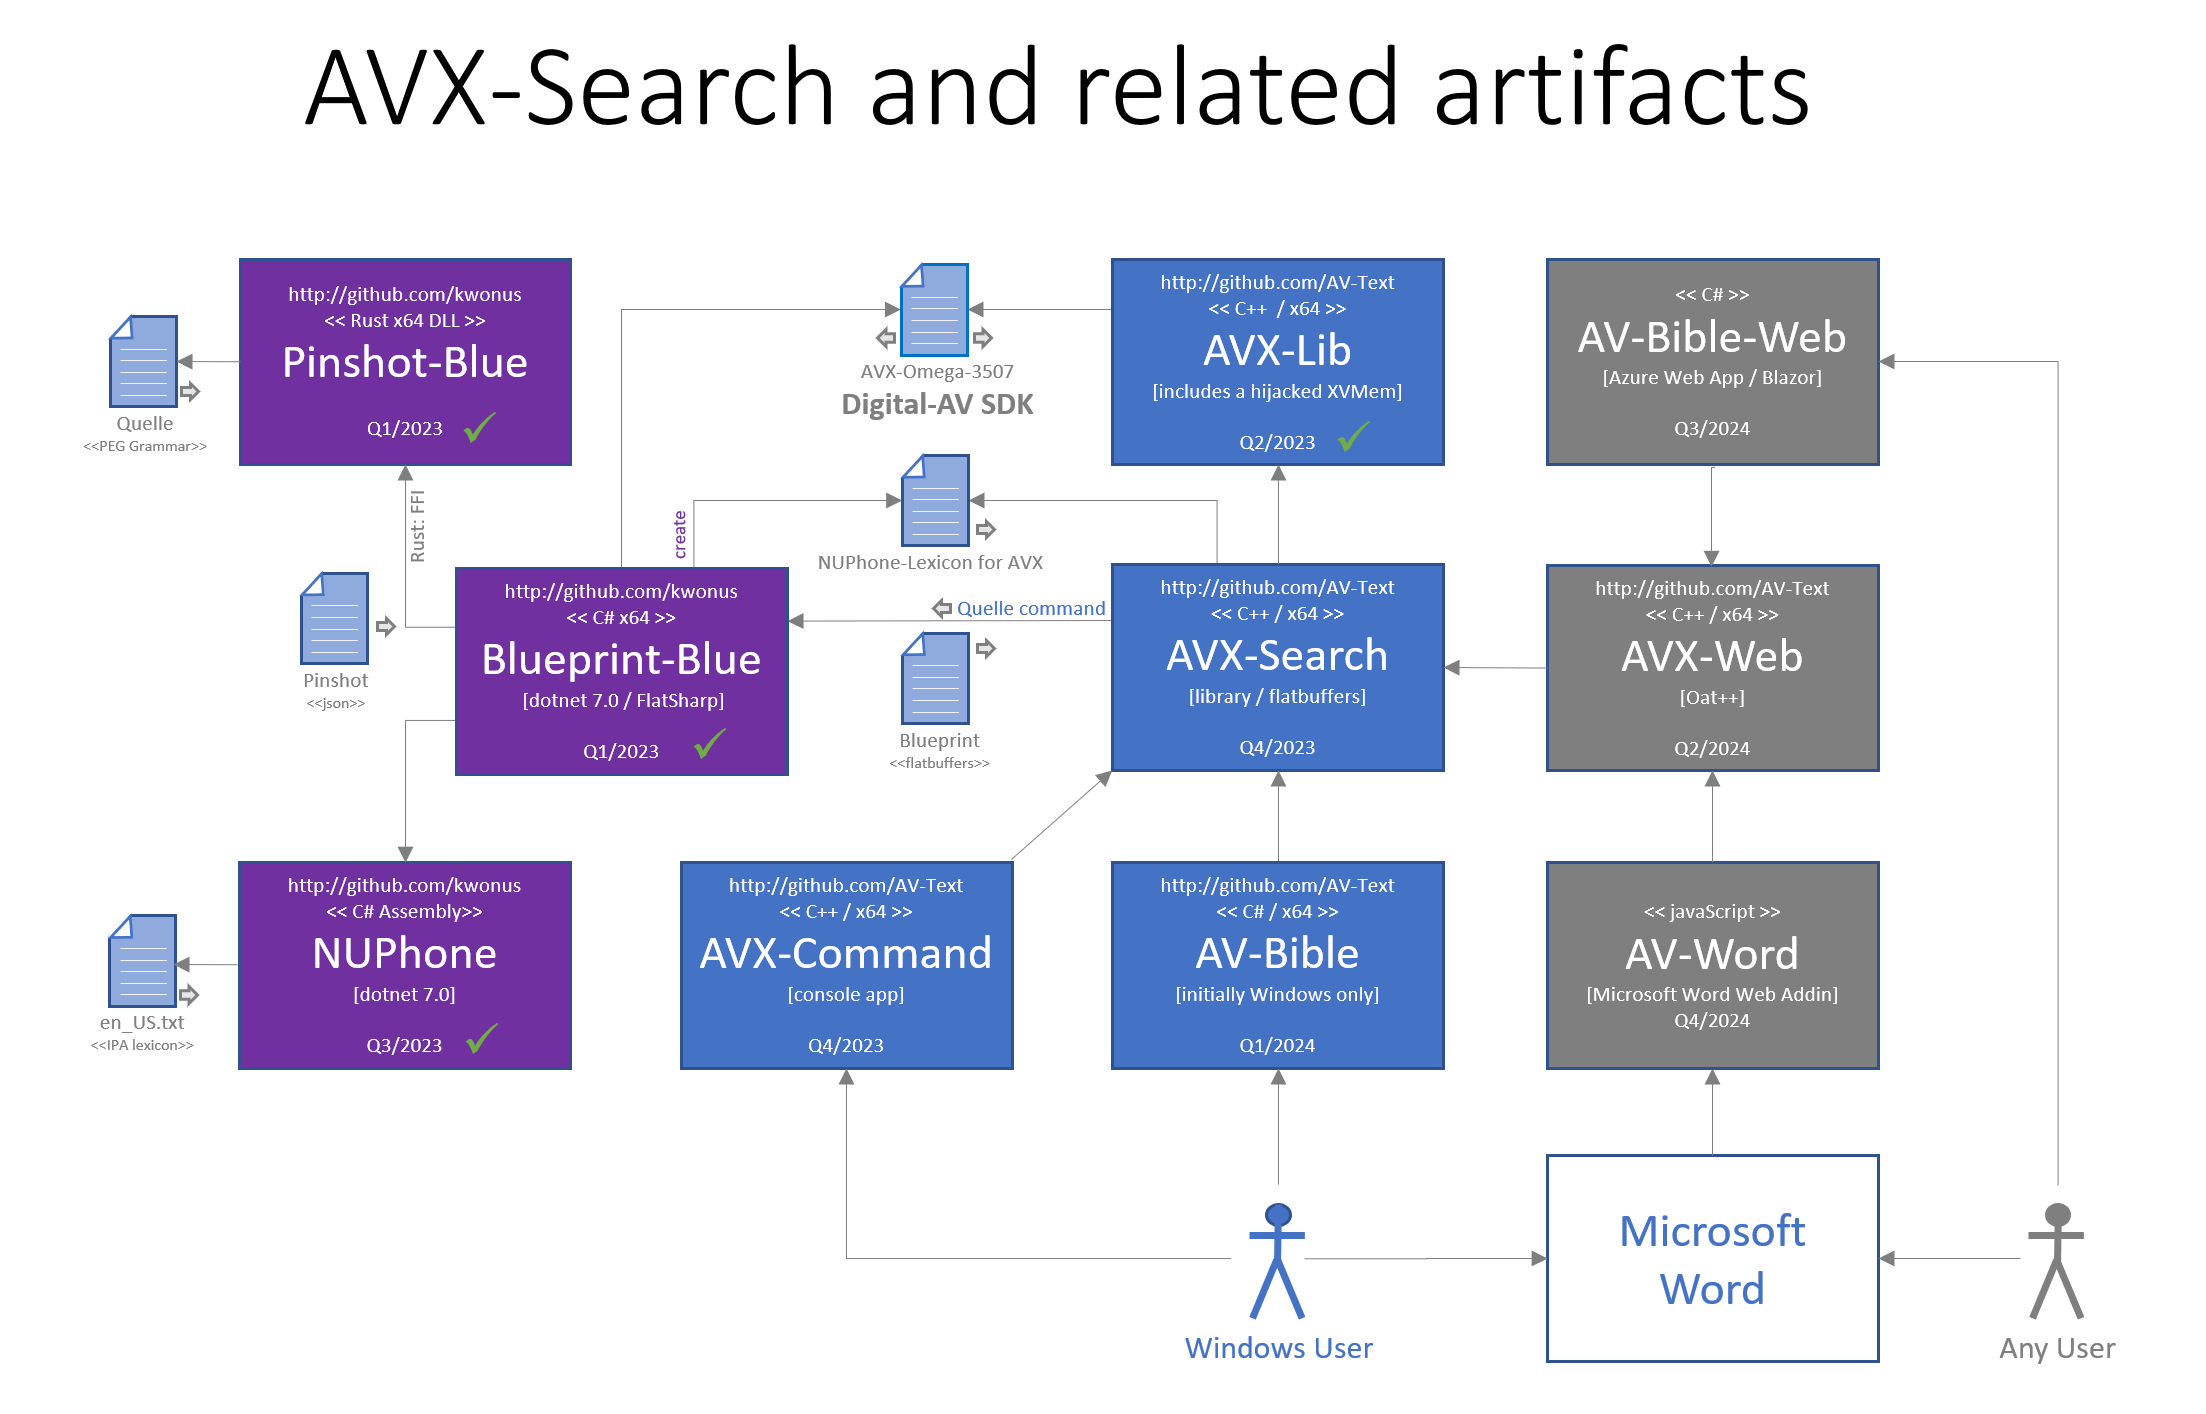 AVX-Search and related artifacts
http://github.com/kwonus
<< Rust x64 DLL >>
Pinshot-Blue
Q1/2023
Quelle
<<PEG Grammar>>
AVX-Omega-3507
Digital-AV SDK
http://github.com/AV-Text
<< C++  / x64 >>
AVX-Lib
[includes a hijacked XVMem]
Q2/2023
<< C# >>
AV-Bible-Web
[Azure Web App / Blazor]
Q3/2024
Rust: FFI
create
NUPhone-Lexicon for AVX
Pinshot
<<json>>
http://github.com/kwonus
<< C# x64 >>
Blueprint-Blue
[dotnet 7.0 / FlatSharp]
Q1/2023
Quelle command
Blueprint
<<flatbuffers>>
http://github.com/AV-Text
<< C++ / x64 >>
AVX-Search
[library / flatbuffers]
Q4/2023
http://github.com/AV-Text
<< C++ / x64 >>
AVX-Web
[Oat++]
Q2/2024
en_US.txt
<<IPA lexicon>>
http://github.com/kwonus
<< C# Assembly>>
NUPhone
[dotnet 7.0]
Q3/2023
http://github.com/AV-Text
<< C++ / x64 >>
AVX-Command
[console app]
Q4/2023
http://github.com/AV-Text
<< C# / x64 >>
AV-Bible
[initially Windows only]
Q1/2024
<< javaScript >>
AV-Word
[Microsoft Word Web Addin]
Q4/2024
Microsoft
Word
Windows User
Any User